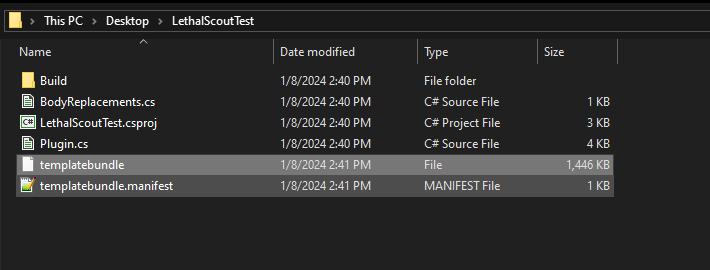 This PC > Desktop > LethalScoutTest
Name Date modified Type Size
Build 1/8/2024 2:40 PM File folder
BodyReplacements.cs 1/8/2024 2:40 PM C# Source File 1 KB
C# LethalScoutTest.csproj 1/8/2024 2:40 PM C# Project File 3 KB
Plugin.cs 1/8/2024 2:40 PM C# Source File 4 KB
templatebundle 1/8/2024 2:41 PM File 1,446 KB
templatebundle.manifest 1/8/2024 2:41 PM MANIFEST File 1 KB